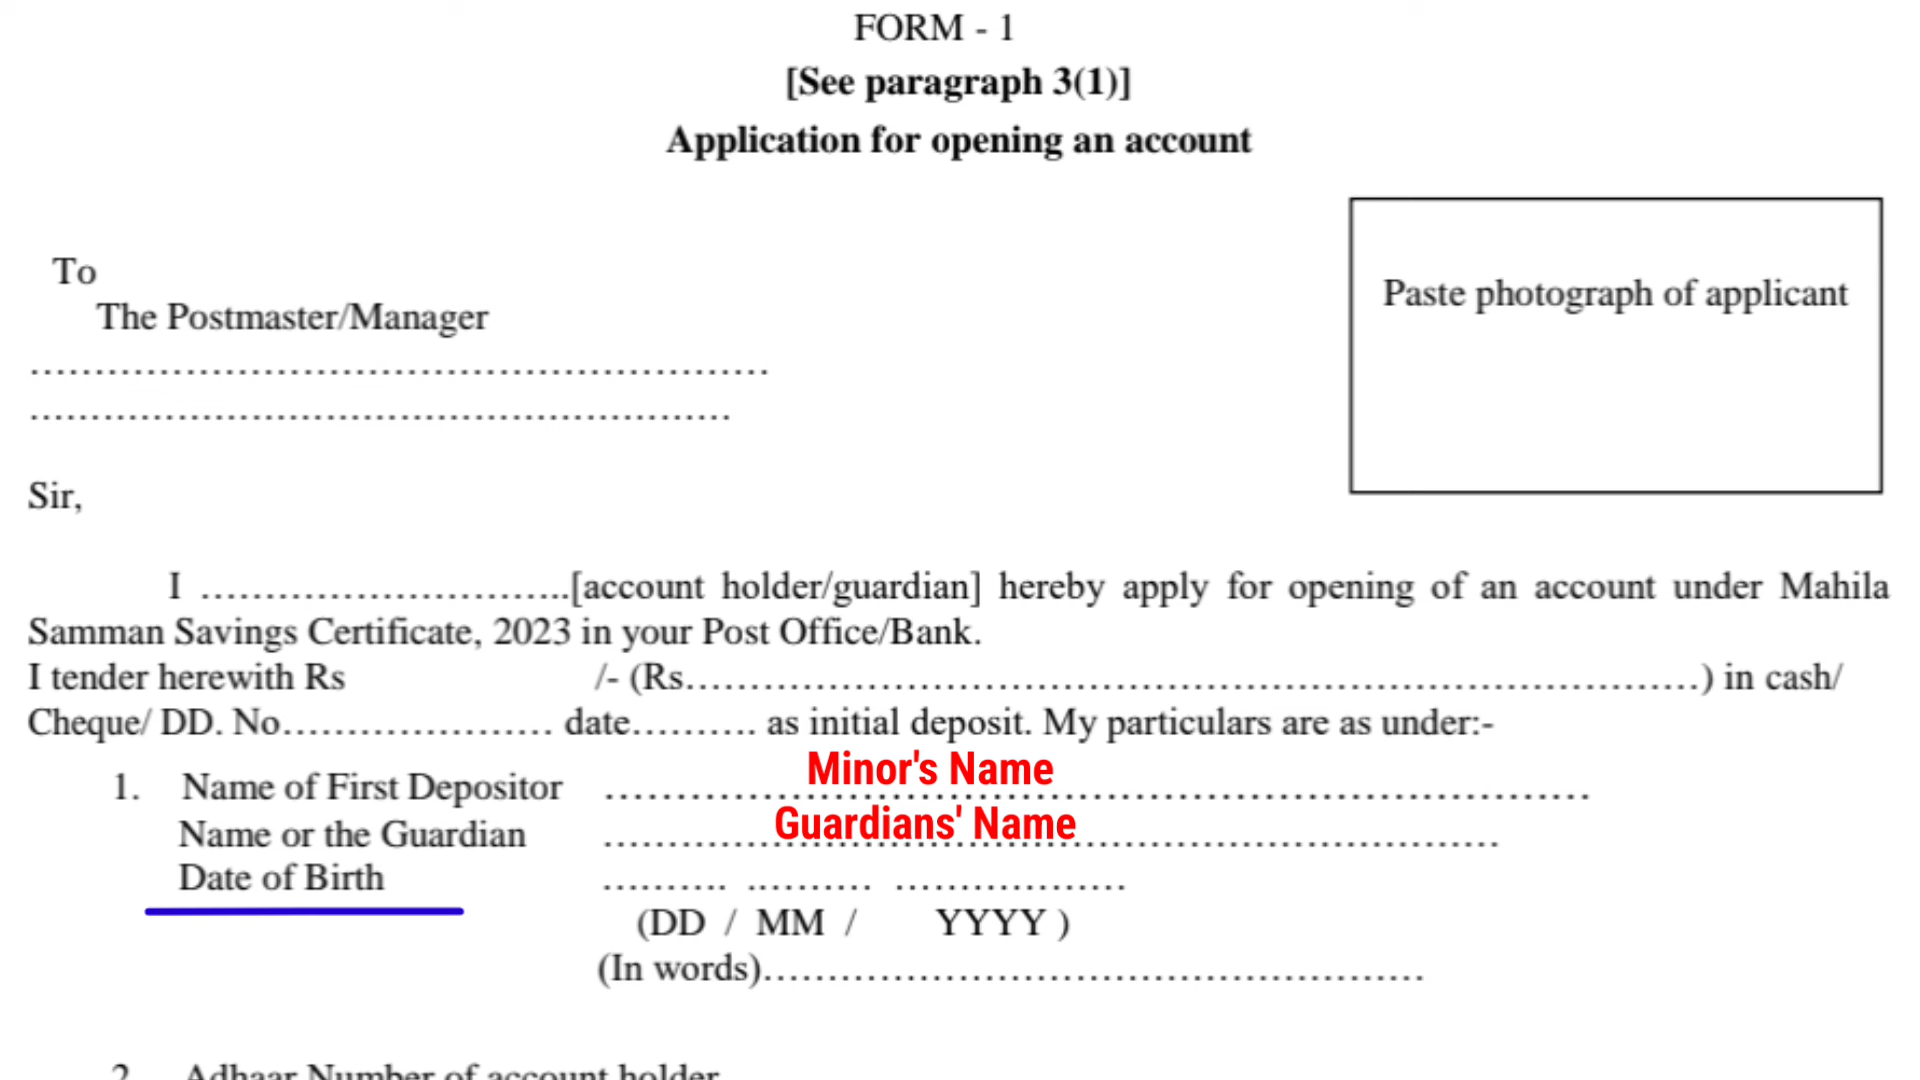 FORM - 1
[See paragraph 3(1)]
Application for opening an account
Paste photograph of applicant
To
The Postmaster/Manager
..........................................................
.......................................................
Sir,
I .............................[account holder/guardian] hereby apply for opening of an account under Mahila
Samman Savings Certificate, 2023 in your Post Office/Bank.
I tender herewith Rs /- (Rs................................................................................) in cash/
Cheque/ DD. No..................... date.......... as initial deposit. My particulars are as under:-
Minor's Name
1. Name of First Depositor ..............................................................................
Guardians' Name
Name or the Guardian ......................................................................
Date of Birth .......... .......... ..................
(DD / MM / YYYY )
(In words)....................................................
2. Adhaar Number of account holder